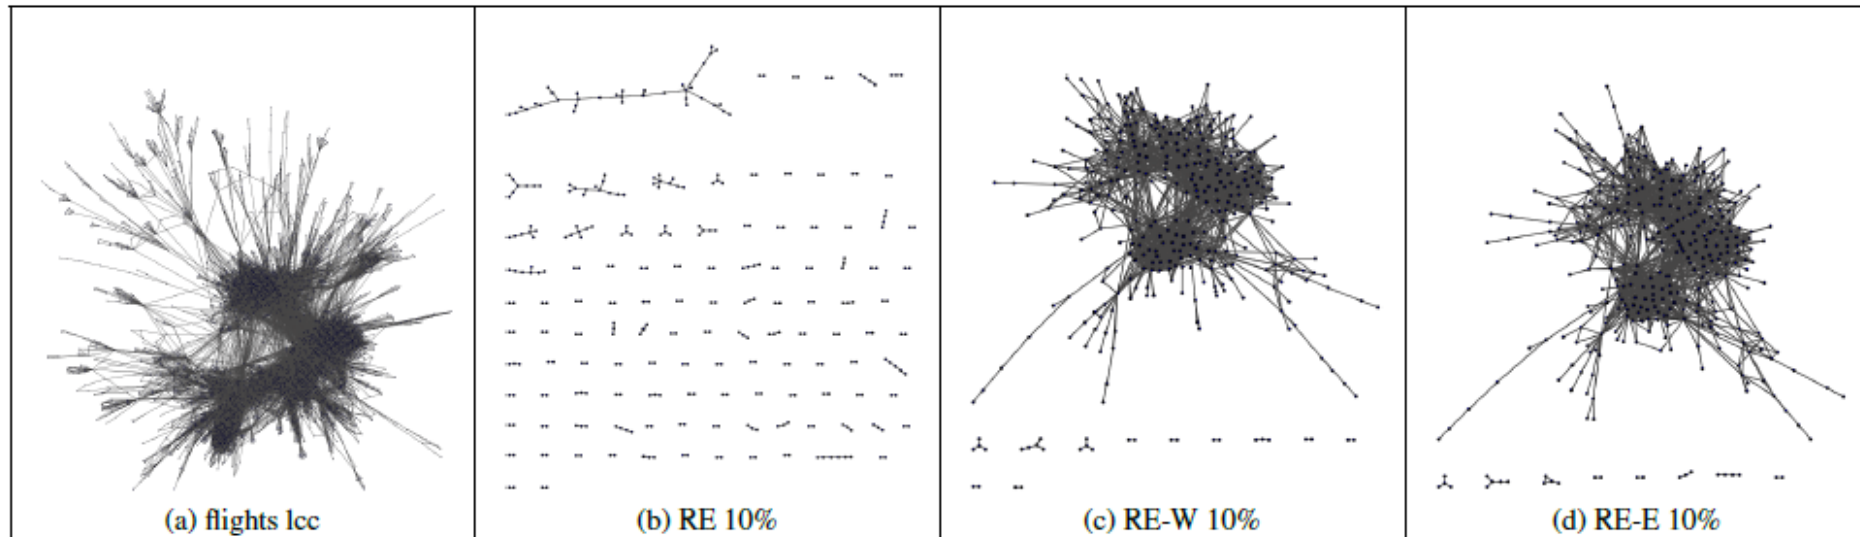 (a) flights lcc
(b) RE 10%
(c) RE-W 10%
(d) RE-E 10%